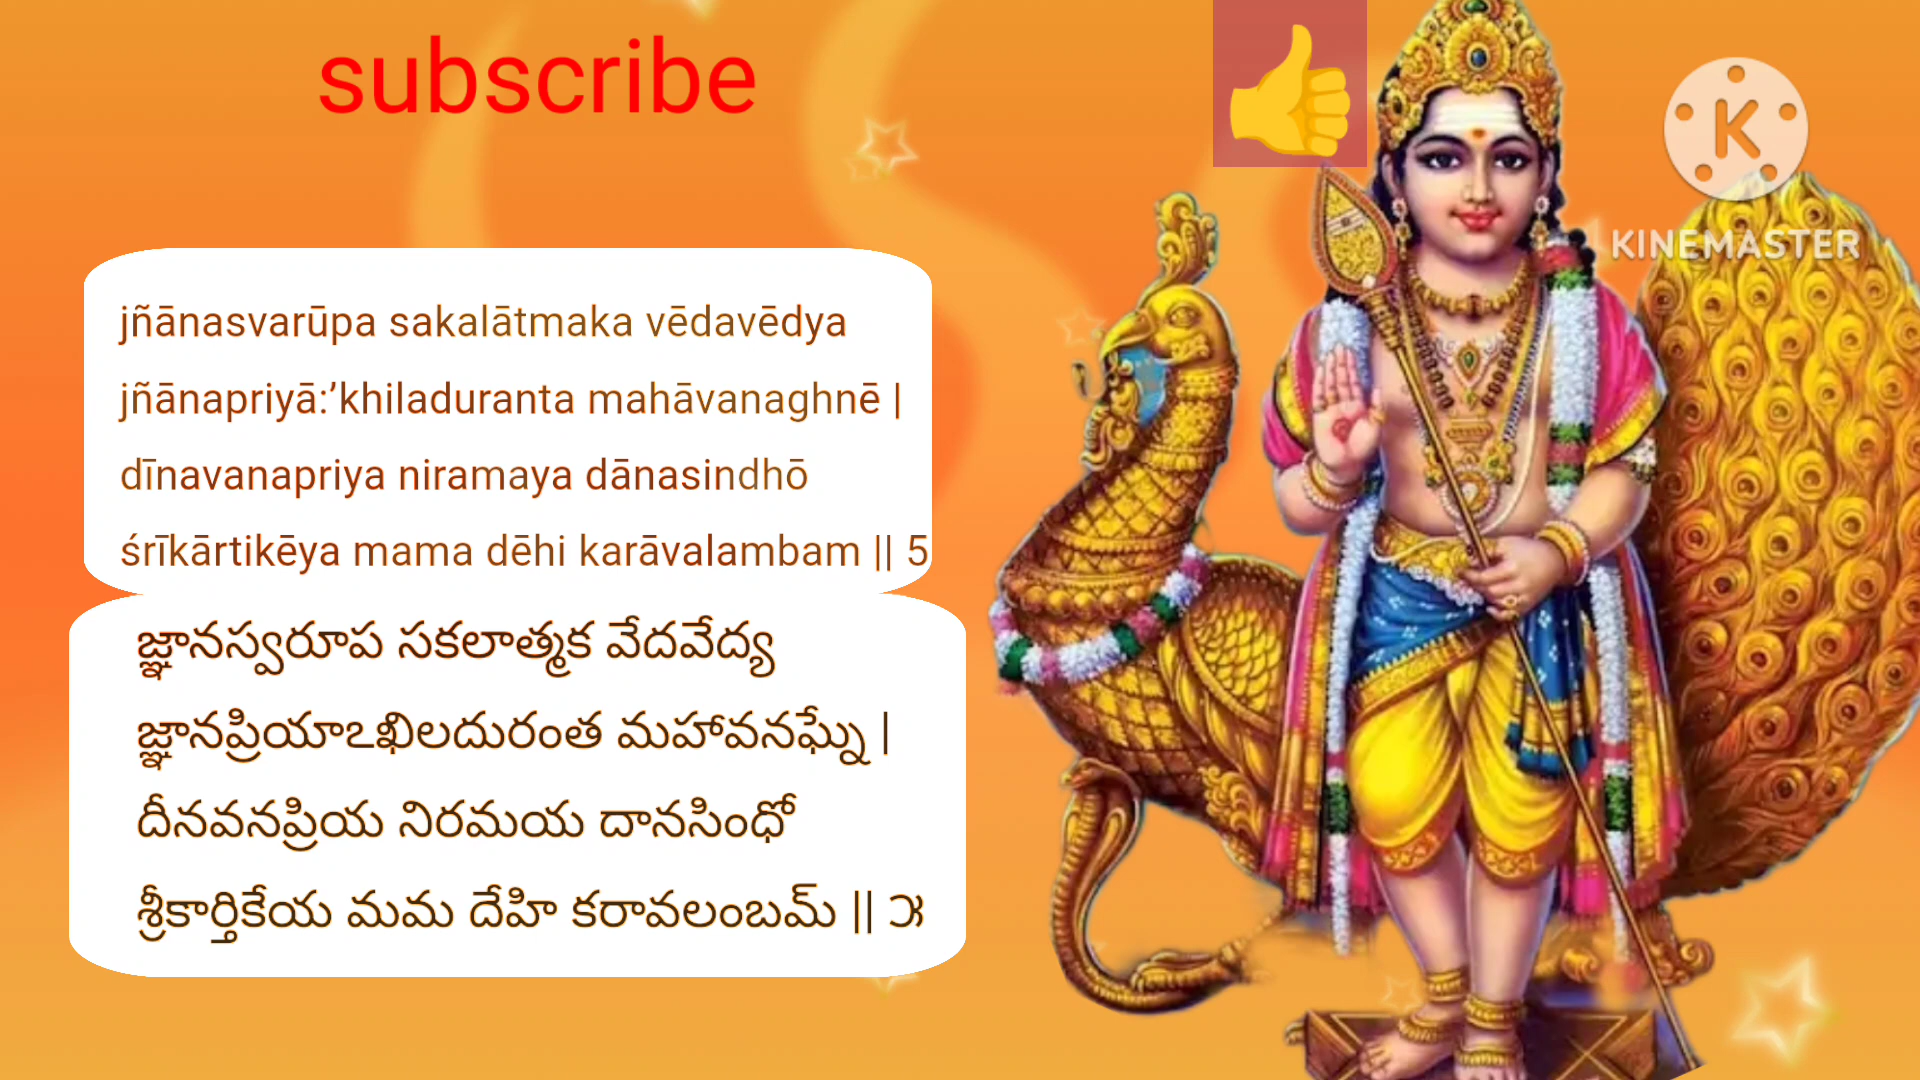 subscribe
KINEMASTER
jñānasvarūpa sakalātmaka vēdavēdya
jñānapriyā:’khiladuranta mahāvanaghnē |
dīnavanapriya niramaya dānasindhō
śrīkārtikēya mama dēhi karāvalambam || 5
జ్ఞానస్వరూప సకలాత్మక వేదవేద్య
జ్ఞానప్రియాఽఖిలదురంత మహావనఘ్నే |
దీనవనప్రియ నిరమయ దానసింధో
శ్రీకార్తికేయ మమ దేహి కరావలంబమ్ || ౫